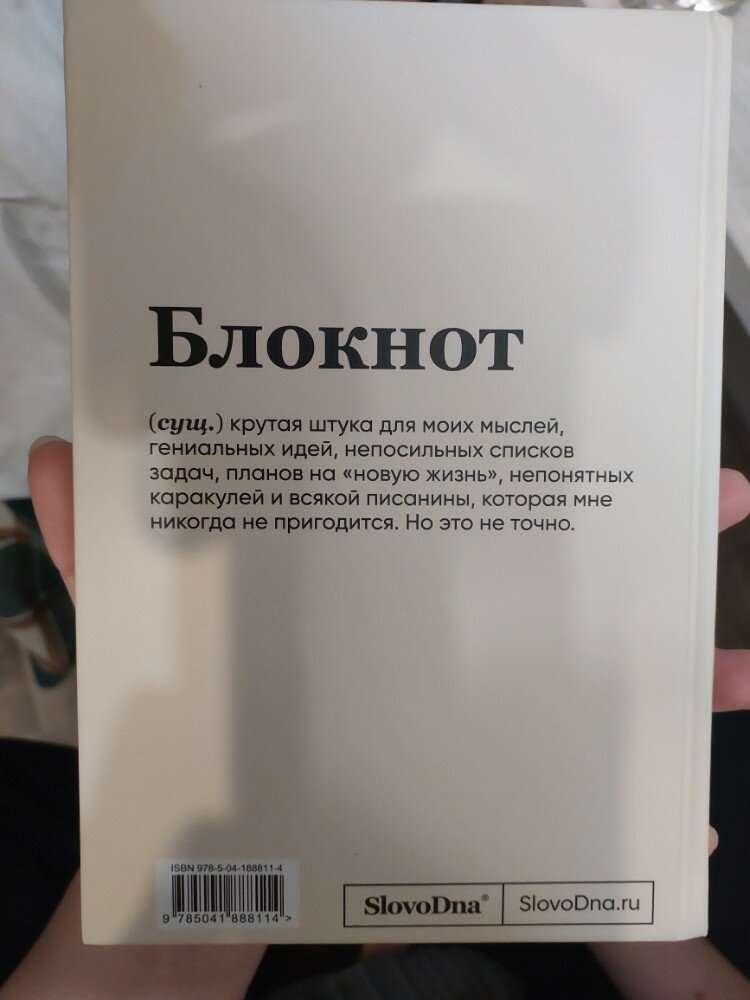 Блокнот
(сущ.) крутая штука для моих мыслей,
гениальных идей, непосильных списков
задач, планов на «новую жизнь», непонятных
каракулей и всякой писанины, которая мне
никогда не пригодится. Но это не точно.
ISBN 978-5-04-188811-4
9 785041 888114 >
SlovoDna® SlovoDna.ru